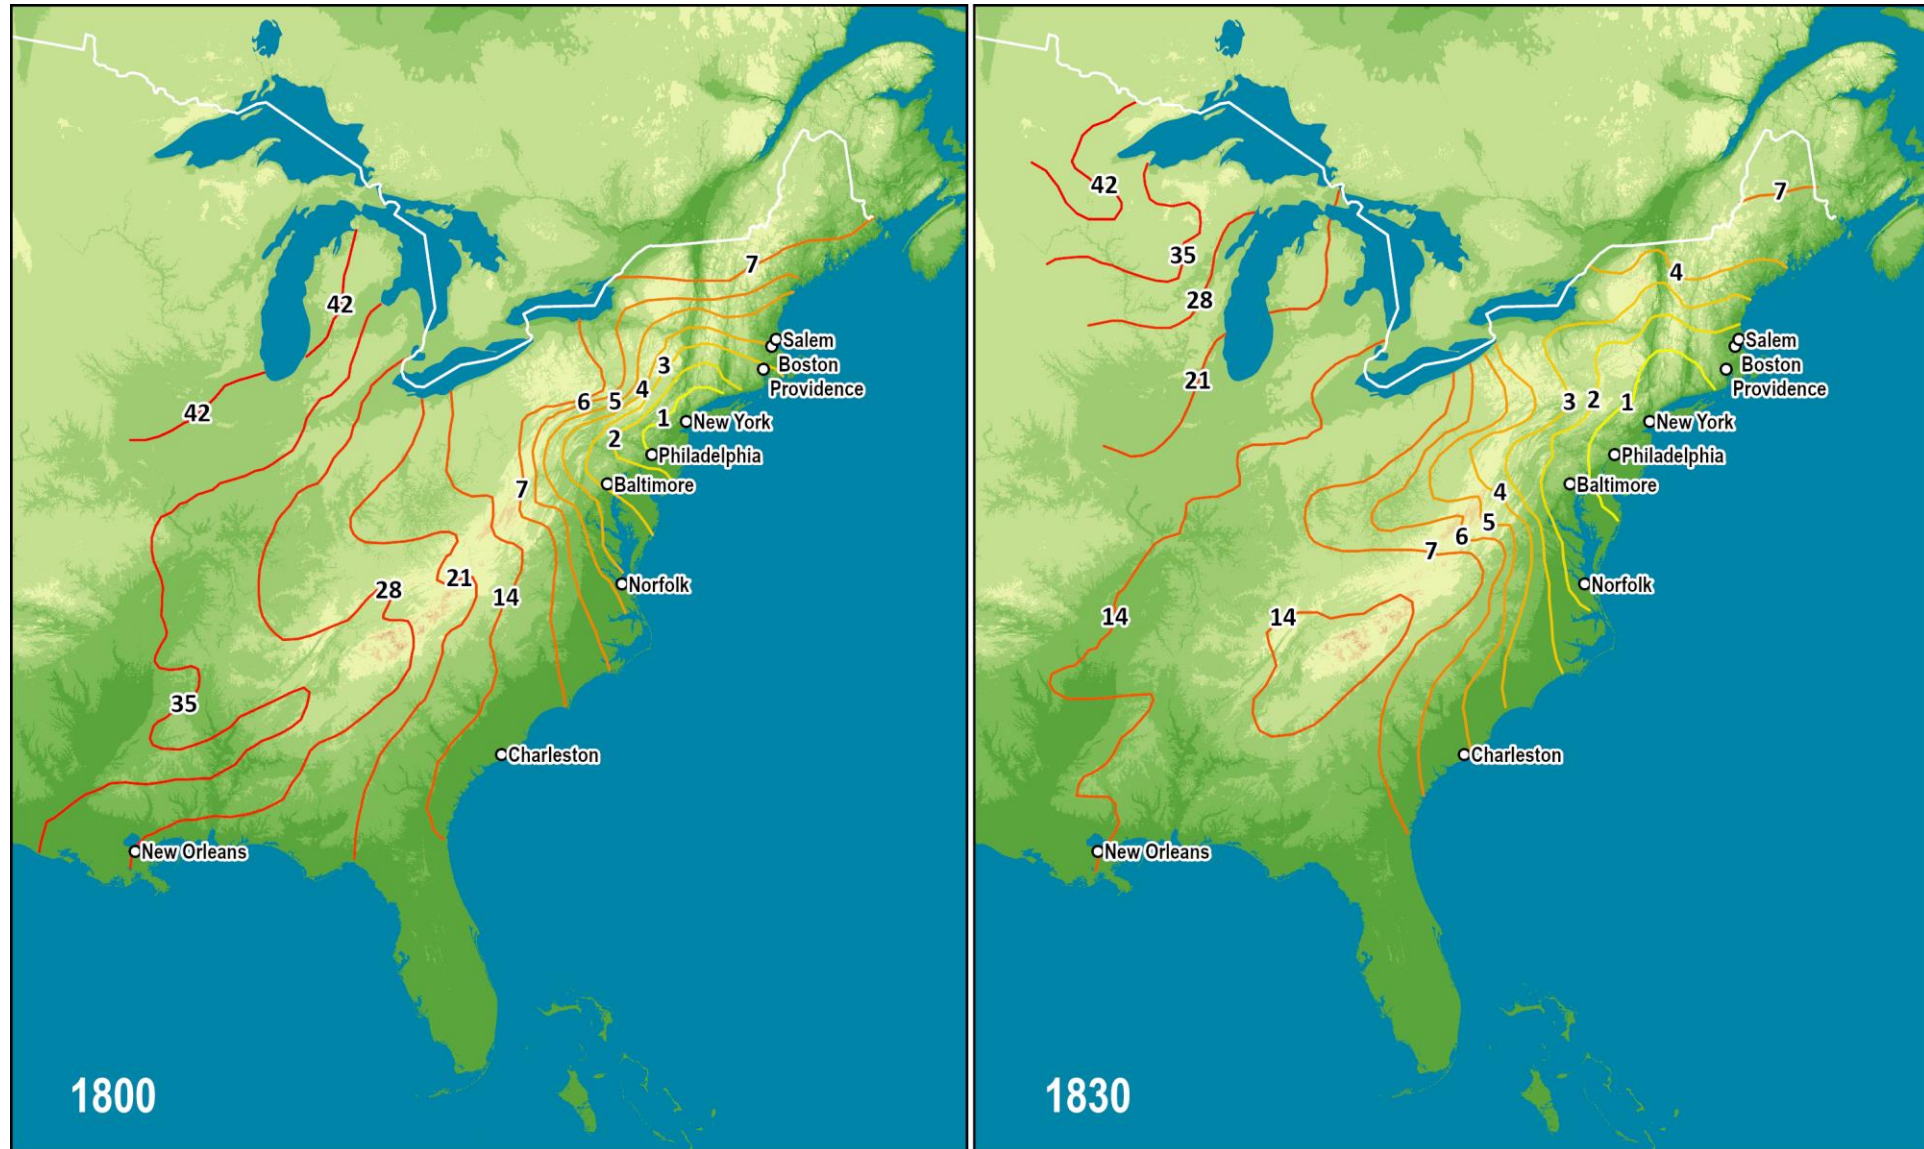 7
42
Salem
Boston
3
Providence
4
6
5
42
1
New York
2
Philadelphia
Baltimore
7
21
Norfolk
28
14
35
Charleston
New Orleans
1800
42
7
35
4
28
Salem
Boston
21
Providence
3
2
1
New York
Philadelphia
Baltimore
4
5
6
7
Norfolk
14
14
Charleston
New Orleans
1830